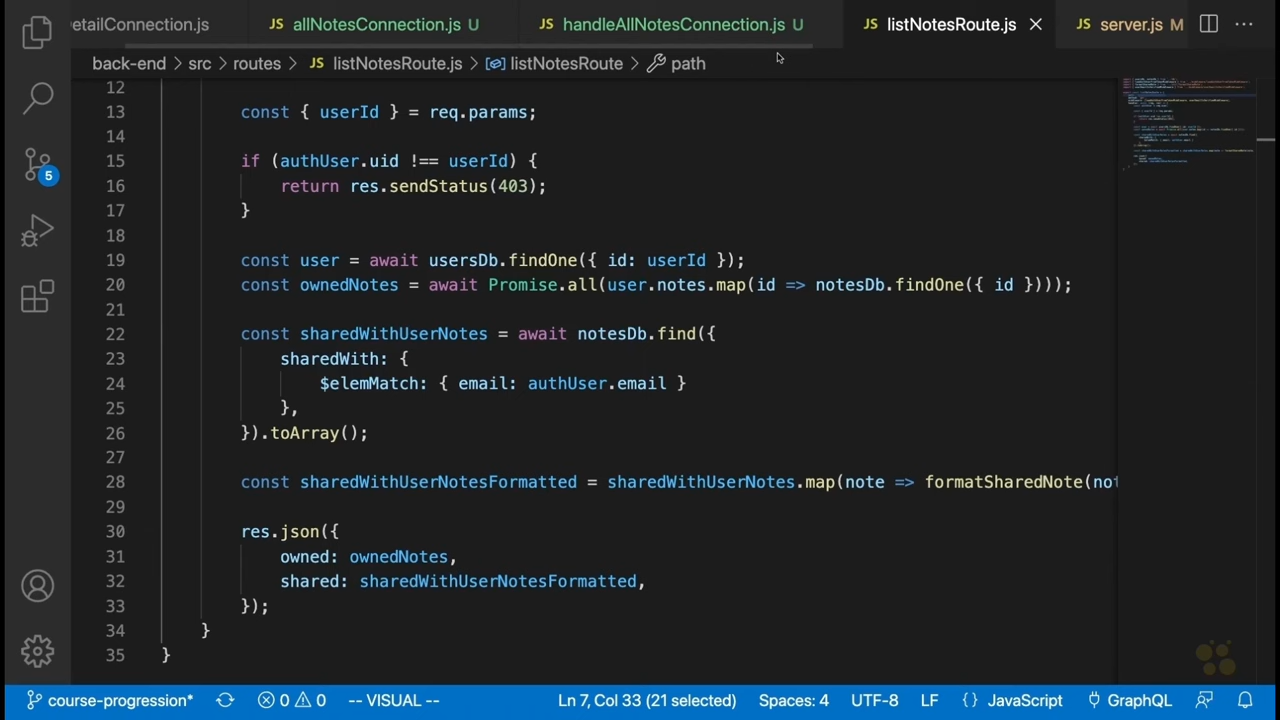 etailConnection.js
JS allNotesConnection.js U
JS handleAllNotesConnection.js U
JS listNotesRoute.js
JS server.js M
back-end > src > routes > JS listNotesRoute.js > listNotesRoute > path
12
13 const { userId } = req.params;
14
15 if (authUser.uid !== userId) {
16 return res.sendStatus(403);
17 }
18
19 const user = await usersDb.findOne({ id: userId });
20 const ownedNotes = await Promise.all(user.notes.map(id => notesDb.findOne({ id })));
21
22 const sharedWithUserNotes = await notesDb.find({
23 sharedWith: {
24 $elemMatch: { email: authUser.email }
25 },
26 }).toArray();
27
28 const sharedWithUserNotesFormatted = sharedWithUserNotes.map(note => formatSharedNote(not
29
30 res.json({
31 owned: ownedNotes,
32 shared: sharedWithUserNotesFormatted,
33 });
34 }
35 }
5
course-progression* 0 0 -- VISUAL -- Ln 7, Col 33 (21 selected) Spaces: 4 UTF-8 LF {} JavaScript GraphQL